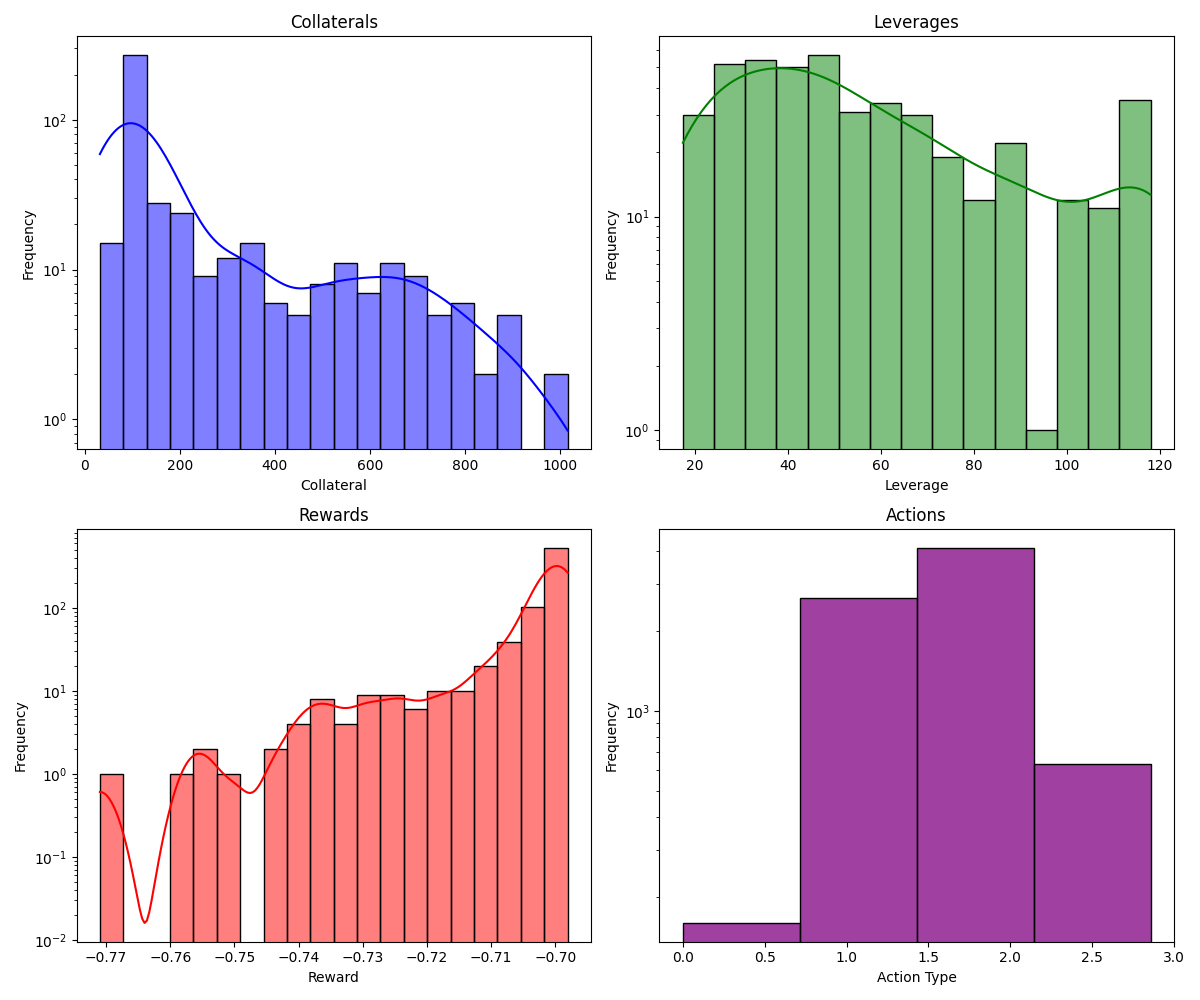 Collaterals
Frequency
10² 
10¹
10⁰
0 200 400 600 800 1000
Collateral
Leverages
Frequency
10¹
10⁰
20 40 60 80 100 120
Leverage
Rewards
Frequency
10²
10¹
10⁰
10⁻¹
10⁻²
−0.77 −0.76 −0.75 −0.74 −0.73 −0.72 −0.71 −0.70
Reward
Actions
Frequency
10³
0.0 0.5 1.0 1.5 2.0 2.5 3.0
Action Type